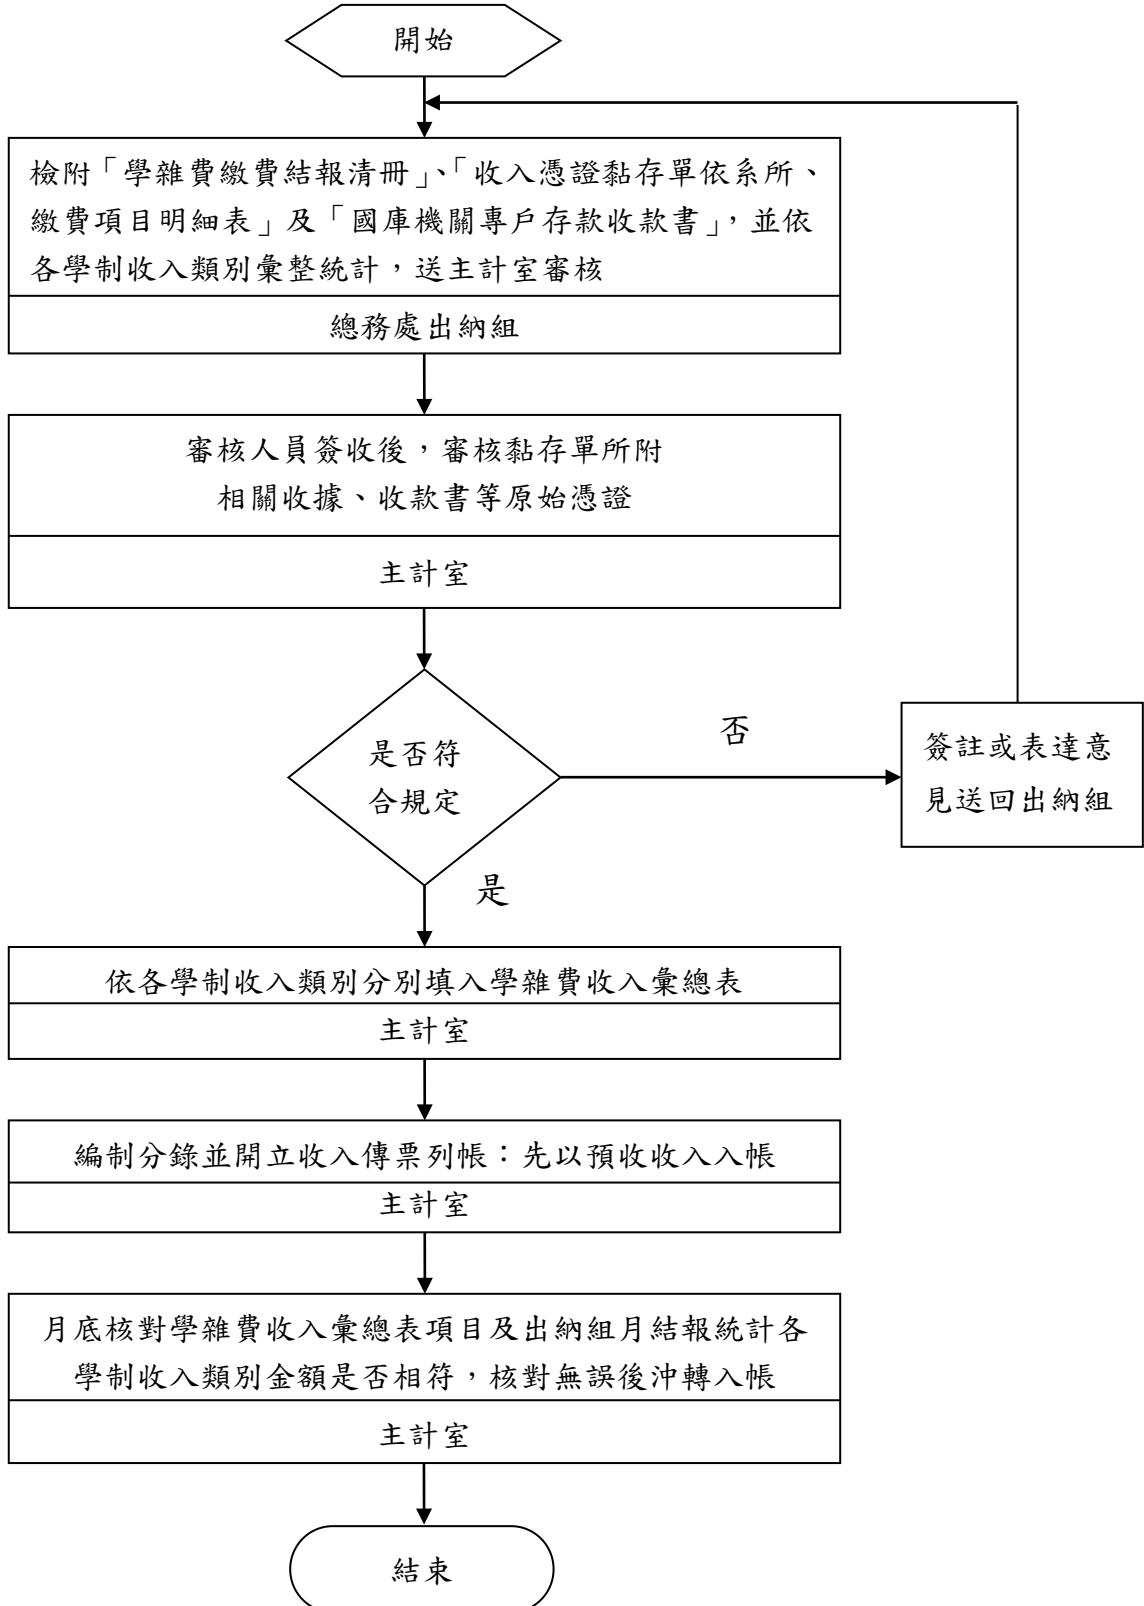 開始
檢附「學雜費繳費結報清冊」、「收入憑證黏存單依系所、
繳費項目明細表」及「國庫機關專戶存款收款書」，並依
各學制收入類別彙整統計，送主計室審核
總務處出納組
審核人員簽收後，審核黏存單所附
相關收據、收款書等原始憑證
主計室
是否符
合規定
否
簽註或表達意
見送回出納組
是
依各學制收入類別分別填入學雜費收入彙總表
主計室
編制分錄並開立收入傳票列帳：先以預收收入入帳
主計室
月底核對學雜費收入彙總表項目及出納組月結報統計各
學制收入類別金額是否相符，核對無誤後沖轉入帳
主計室
結束